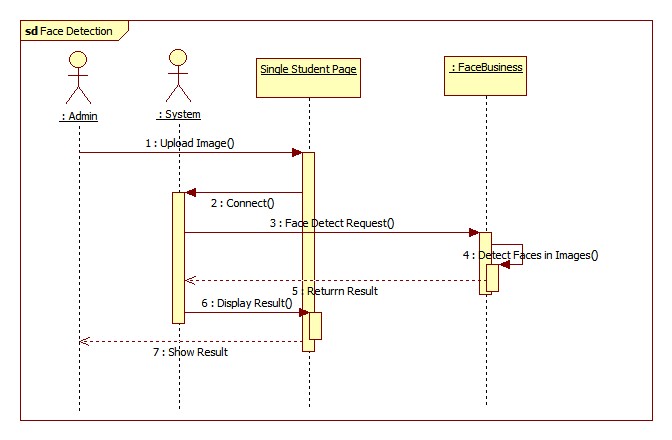 sd Face Detection
Single Student Page
: FaceBusiness
: Admin
: System
1 : Upload Image()
2 : Connect()
3 : Face Detect Request()
4 : Detect Faces in Images()
5 : Returrn Result
6 : Display Result()
7 : Show Result